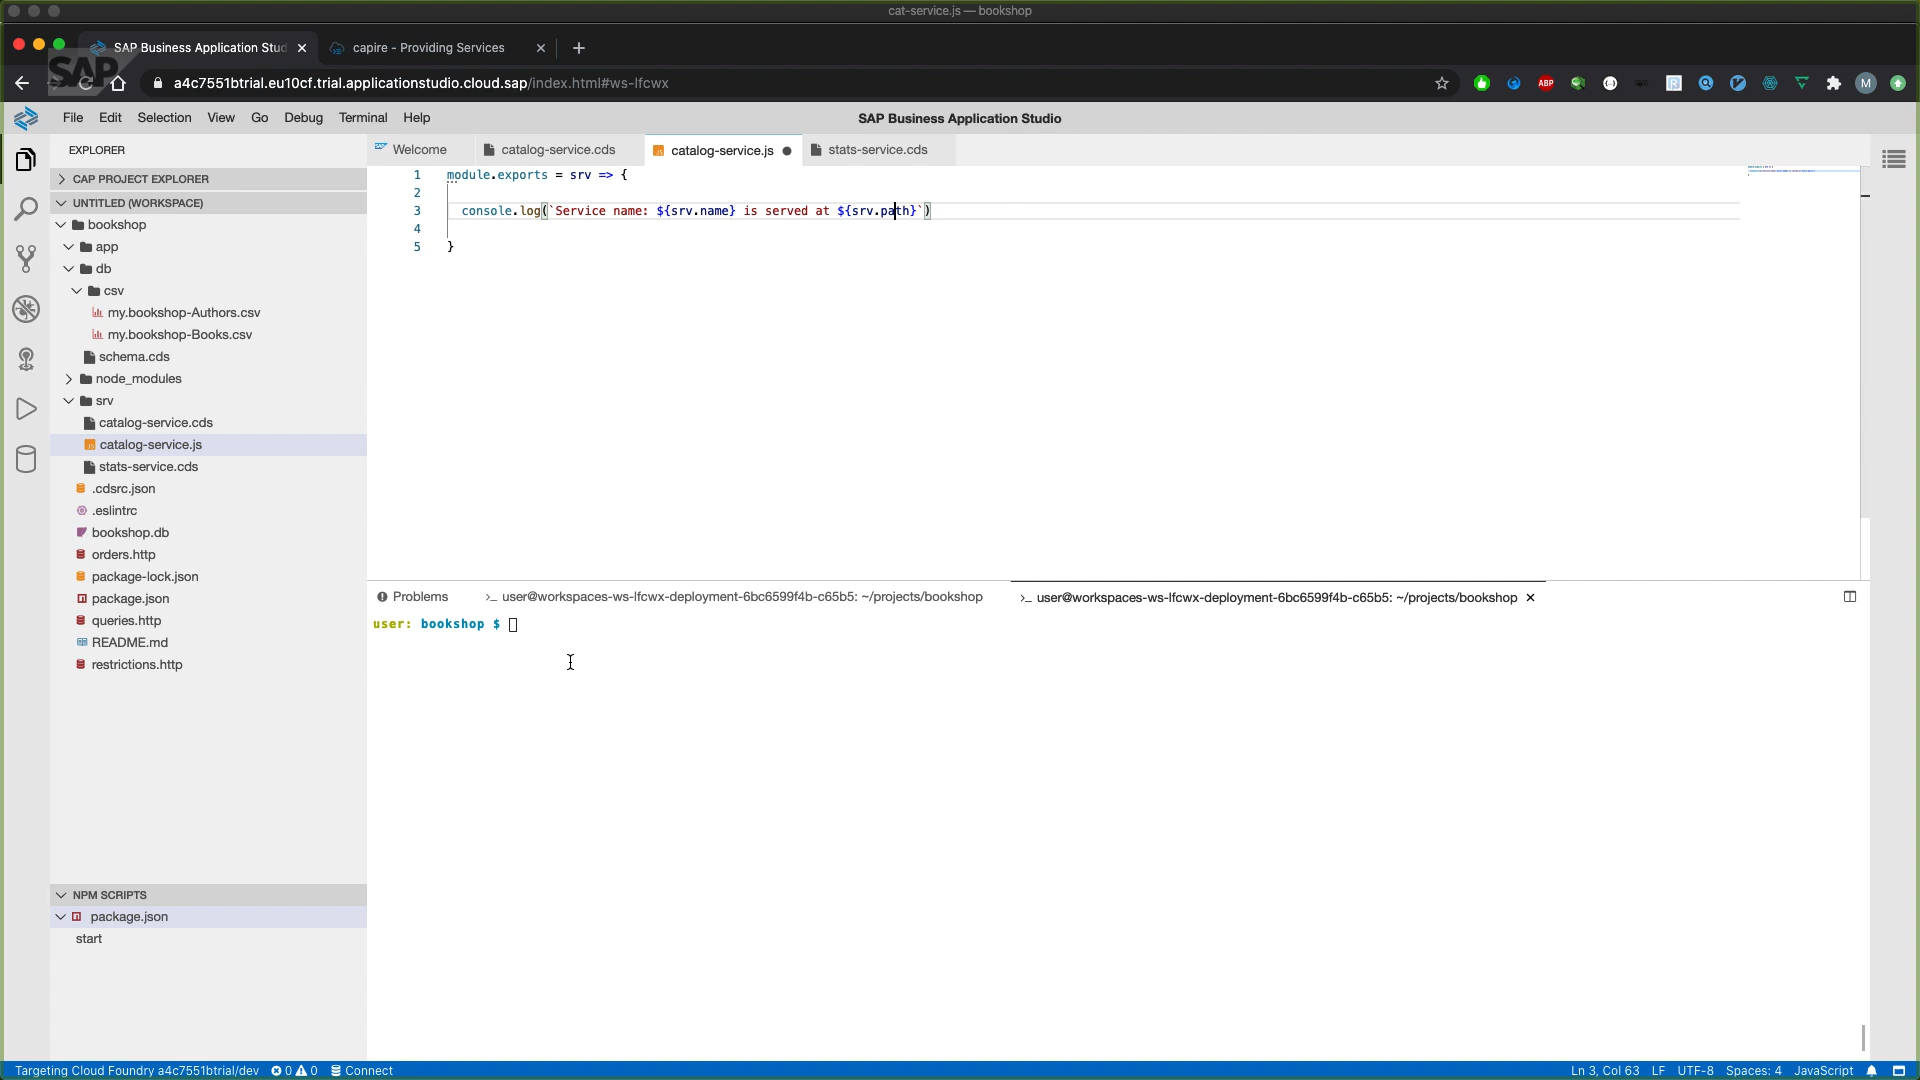 cat-service.js — bookshop
SAP Business Application Stud
capire - Providing Services
SAP
a4c7551btrial.eu10cf.trial.applicationstudio.cloud.sap/index.html#ws-lfcwx
ABP
M
File Edit Selection View Go Debug Terminal Help
SAP Business Application Studio
EXPLORER
Welcome
catalog-service.cds
catalog-service.js
stats-service.cds
CAP PROJECT EXPLORER
UNTITLED (WORKSPACE)
bookshop
app
db
csv
my.bookshop-Authors.csv
my.bookshop-Books.csv
schema.cds
node_modules
srv
catalog-service.cds
catalog-service.js
stats-service.cds
.cdsrc.json
.eslintrc
bookshop.db
orders.http
package-lock.json
package.json
queries.http
README.md
restrictions.http
NPM SCRIPTS
package.json
start
1 module.exports = srv => {
2
3 console.log(`Service name: ${srv.name} is served at ${srv.path}`)
4
5 }
Problems
>_ user@workspaces-ws-lfcwx-deployment-6bc6599f4b-c65b5: ~/projects/bookshop
>_ user@workspaces-ws-lfcwx-deployment-6bc6599f4b-c65b5: ~/projects/bookshop
user: bookshop $
Targeting Cloud Foundry a4c7551btrial/dev 0 0 Connect
Ln 3, Col 63 LF UTF-8 Spaces: 4 JavaScript